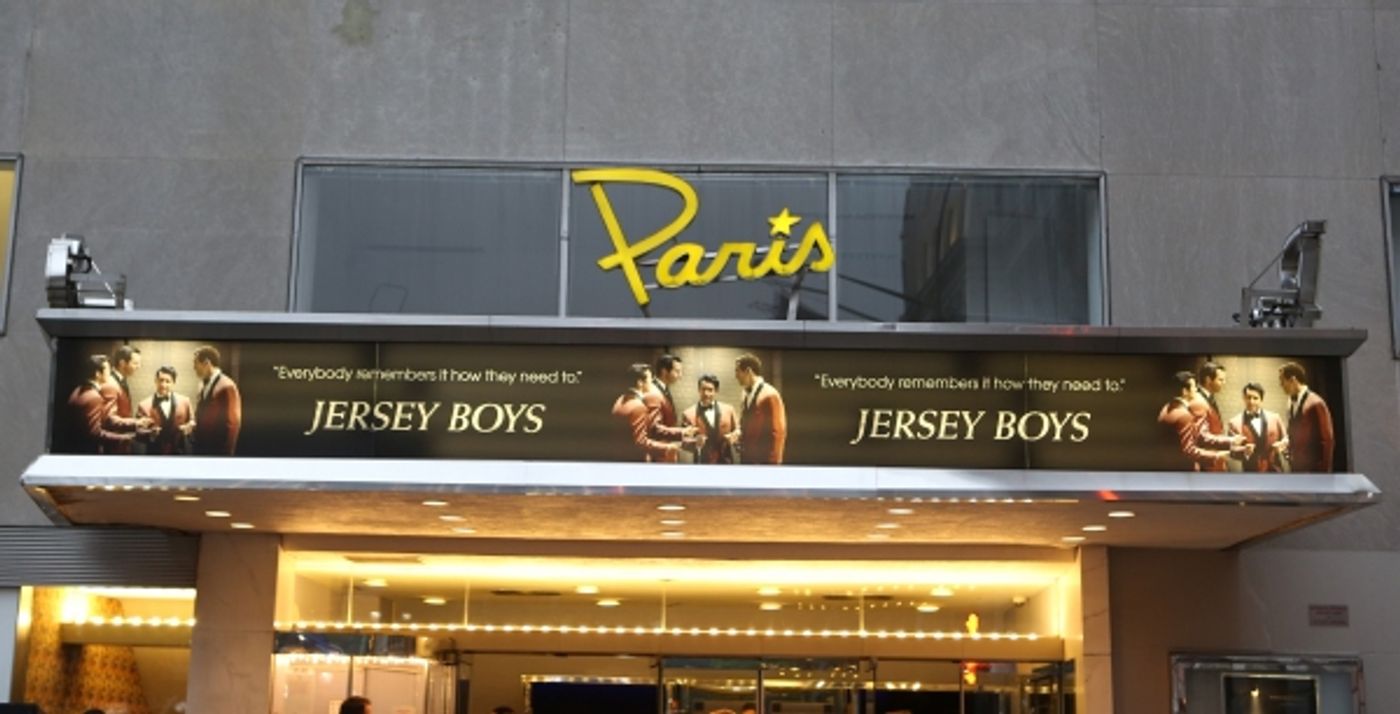 Paris
"Everybody remembers it how they need to."
JERSEY BOYS
"Everybody remembers it how they need to."
JERSEY BOYS